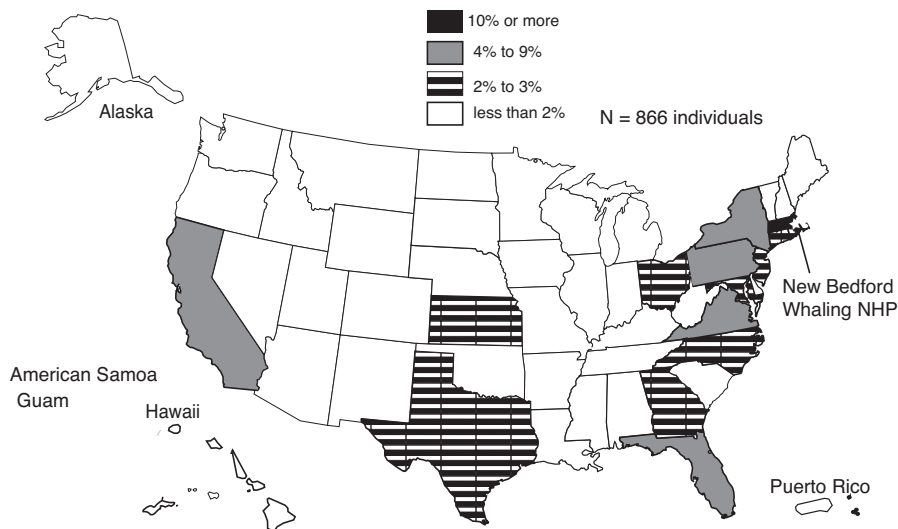 10% or more
4% to 9%
2% to 3%
less than 2%
N = 866 individuals
Alaska
New Bedford
Whaling NHP
American Samoa
Guam
Hawaii
Puerto Rico